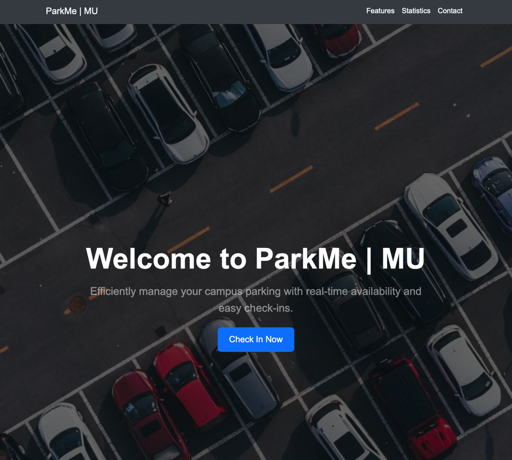 ParkMe | MU
Features Statistics Contact
Welcome to ParkMe | MU
Efficiently manage your campus parking with real-time availability and
easy check-ins.
Check In Now